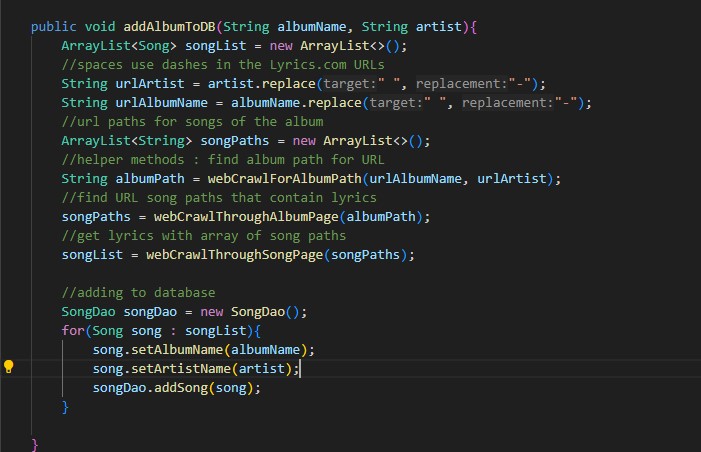 public void addAlbumToDB(String albumName, String artist){
ArrayList<Song> songList = new ArrayList<>();
//spaces use dashes in the Lyrics.com URLs
String urlArtist = artist.replace(target:" ", replacement:"-");
String urlAlbumName = albumName.replace(target:" ", replacement:"-");
//url paths for songs of the album
ArrayList<String> songPaths = new ArrayList<>();
//helper methods : find album path for URL
String albumPath = webCrawlForAlbumPath(urlAlbumName, urlArtist);
//find URL song paths that contain lyrics
songPaths = webCrawlThroughAlbumPage(albumPath);
//get lyrics with array of song paths
songList = webCrawlThroughSongPage(songPaths);
//adding to database
SongDao songDao = new SongDao();
for(Song song : songList){
song.setAlbumName(albumName);
song.setArtistName(artist);
songDao.addSong(song);
}
}